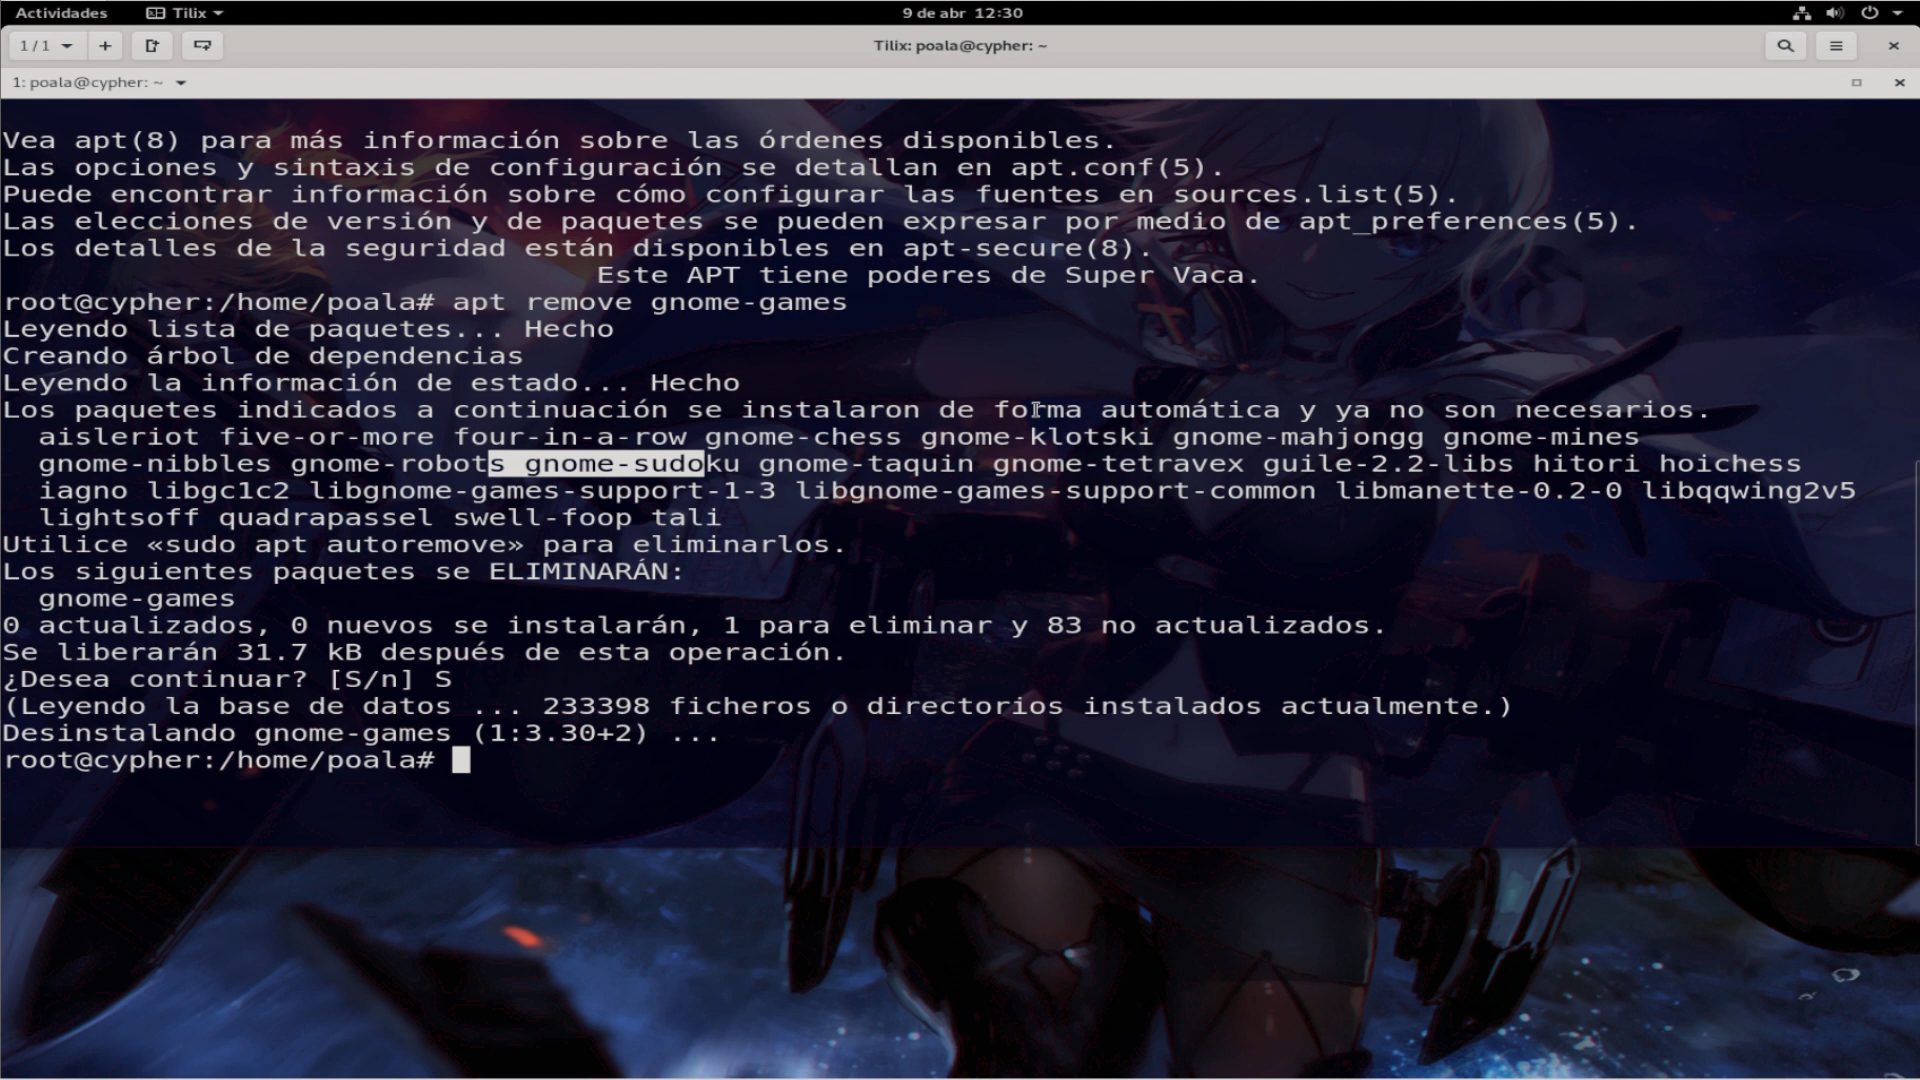 Actividades Tilix 9 de abr 12:30
1 / 1 Tilix: poala@cypher: ~
1: poala@cypher: ~
Vea apt(8) para más información sobre las órdenes disponibles.
Las opciones y sintaxis de configuración se detallan en apt.conf(5).
Puede encontrar información sobre cómo configurar las fuentes en sources.list(5).
Las elecciones de versión y de paquetes se pueden expresar por medio de apt_preferences(5).
Los detalles de la seguridad están disponibles en apt-secure(8).
Este APT tiene poderes de Super Vaca.
root@cypher:/home/poala# apt remove gnome-games
Leyendo lista de paquetes... Hecho
Creando árbol de dependencias
Leyendo la información de estado... Hecho
Los paquetes indicados a continuación se instalaron de forma automática y ya no son necesarios.
aisleriot five-or-more four-in-a-row gnome-chess gnome-klotski gnome-mahjongg gnome-mines
gnome-nibbles gnome-robots gnome-sudoku gnome-taquin gnome-tetravex guile-2.2-libs hitori hoichess
iagno libgc1c2 libgnome-games-support-1-3 libgnome-games-support-common libmanette-0.2-0 libqqwing2v5
lightsoff quadrapassel swell-foop tali
Utilice «sudo apt autoremove» para eliminarlos.
Los siguientes paquetes se ELIMINARÁN:
gnome-games
0 actualizados, 0 nuevos se instalarán, 1 para eliminar y 83 no actualizados.
Se liberarán 31.7 kB después de esta operación.
¿Desea continuar? [S/n] S
(Leyendo la base de datos ... 233398 ficheros o directorios instalados actualmente.)
Desinstalando gnome-games (1:3.30+2) ...
root@cypher:/home/poala#